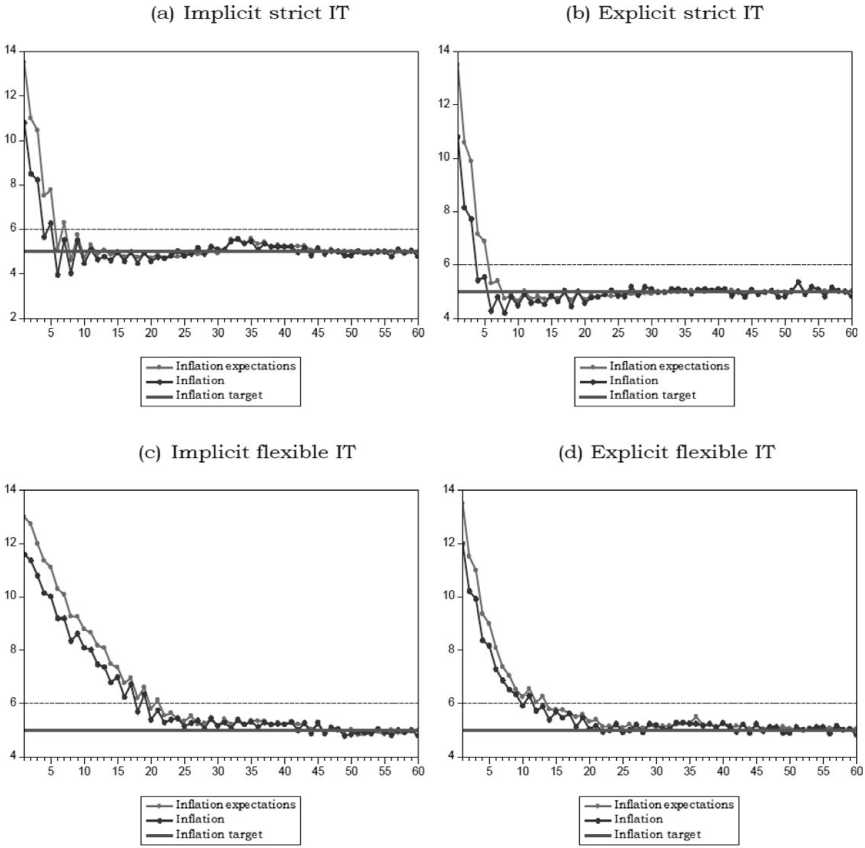 (a) Implicit strict IT
14
12
10
8
6
4
2
5 10 15 20 25 30 35 40 45 50 55 60
Inflation expectations
Inflation
Inflation target
(b) Explicit strict IT
14
12
10
8
6
4
5 10 15 20 25 30 35 40 45 50 55 60
Inflation expectations
Inflation
Inflation target
(c) Implicit flexible IT
14
12
10
8
6
4
5 10 15 20 25 30 35 40 45 50 55 60
Inflation expectations
Inflation
Inflation target
(d) Explicit flexible IT
14
12
10
8
6
4
5 10 15 20 25 30 35 40 45 50 55 60
Inflation expectations
Inflation
Inflation target